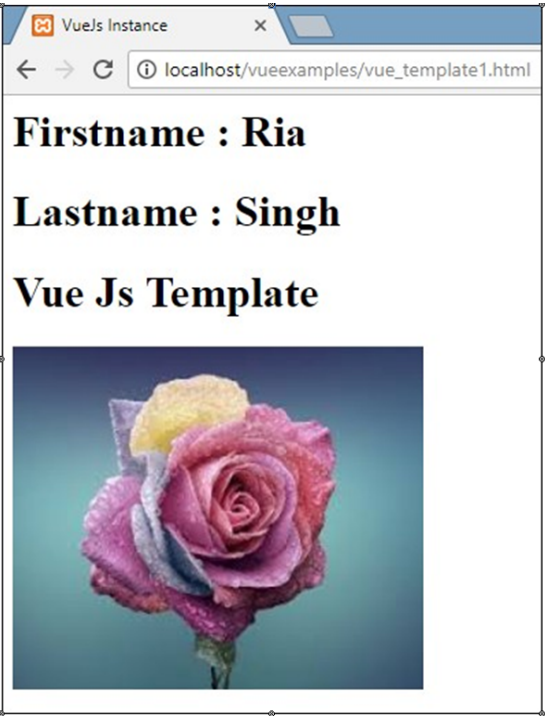 VueJs Instance
localhost/vueexamples/vue_template1.html
Firstname : Ria
Lastname : Singh
Vue Js Template